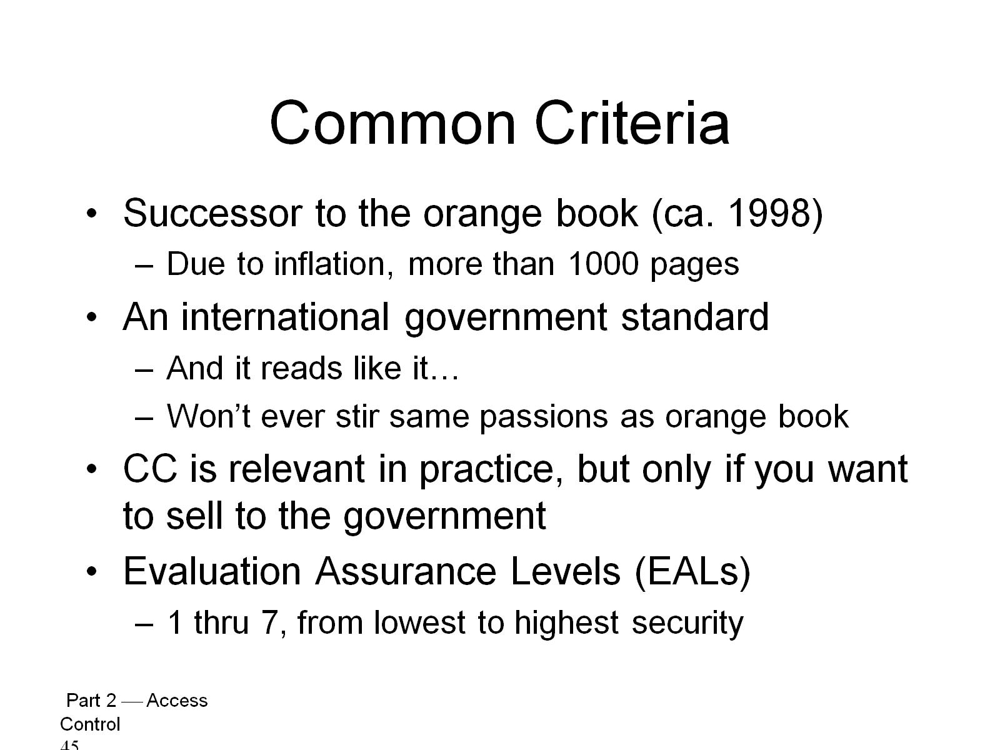 Common Criteria
• Successor to the orange book (ca. 1998)
– Due to inflation, more than 1000 pages
• An international government standard
– And it reads like it…
– Won’t ever stir same passions as orange book
• CC is relevant in practice, but only if you want
to sell to the government
• Evaluation Assurance Levels (EALs)
– 1 thru 7, from lowest to highest security
Part 2 — Access
Control
45